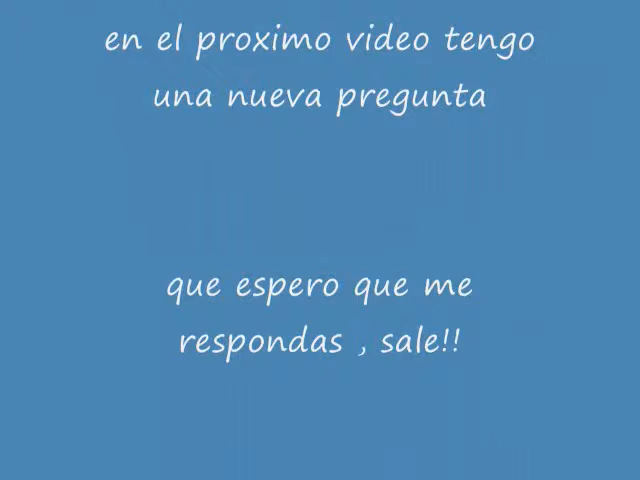 en el proximo video tengo
una nueva pregunta
que espero que me
respondas , sale!!